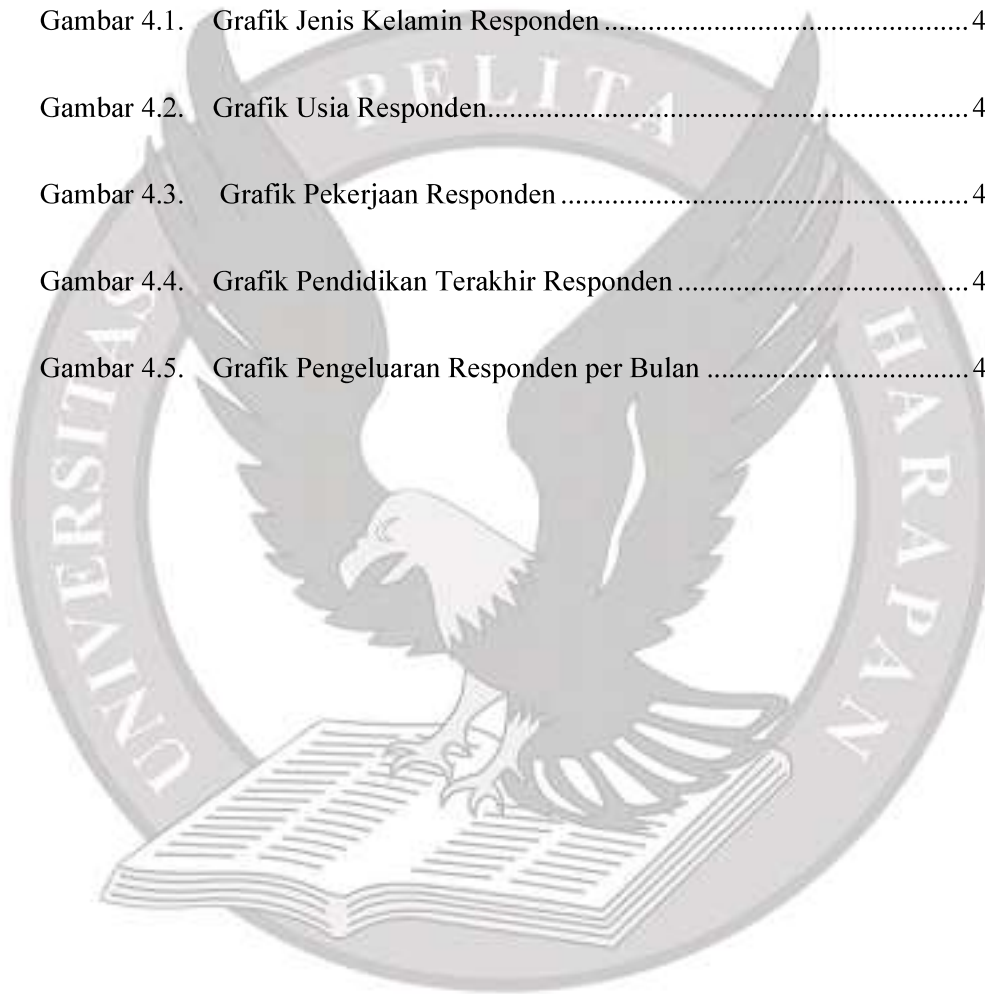 Gambar 4.1. Grafik Jenis Kelamin Responden ................................................ 4
Gambar 4.2. Grafik Usia Responden................................................................ 4
Gambar 4.3. Grafik Pekerjaan Responden ...................................................... 4
Gambar 4.4. Grafik Pendidikan Terakhir Responden ....................................... 4
Gambar 4.5. Grafik Pengeluaran Responden per Bulan ................................... 4
UNIVERSITAS PELITA HARAPAN